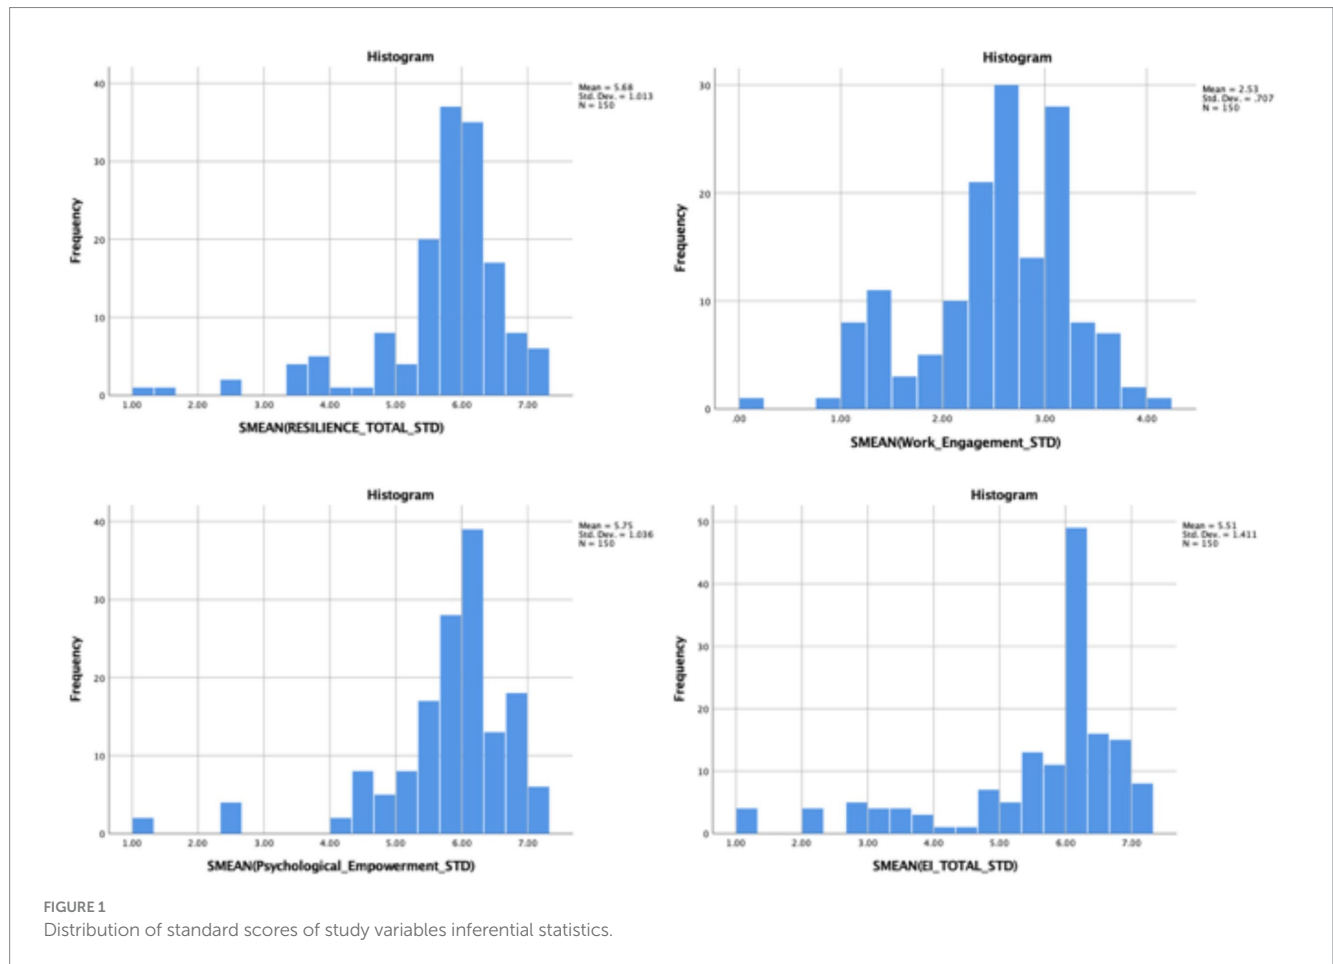 Histogram
Mean = 5.68
Std. Dev. = 1.013
N = 150
40
30
20
10
0
Frequency
1.00 2.00 3.00 4.00 5.00 6.00 7.00
SMEAN(RESILIENCE_TOTAL_STD)
Histogram
Mean = 2.53
Std. Dev. = .707
N = 150
30
20
10
0
Frequency
.00 1.00 2.00 3.00 4.00
SMEAN(Work_Engagement_STD)
Histogram
Mean = 5.75
Std. Dev. = 1.036
N = 150
40
30
20
10
0
Frequency
1.00 2.00 3.00 4.00 5.00 6.00 7.00
SMEAN(Psychological_Empowerment_STD)
Histogram
Mean = 5.51
Std. Dev. = 1.411
N = 150
50
40
30
20
10
0
Frequency
1.00 2.00 3.00 4.00 5.00 6.00 7.00
SMEAN(EI_TOTAL_STD)
FIGURE 1
Distribution of standard scores of study variables inferential statistics.